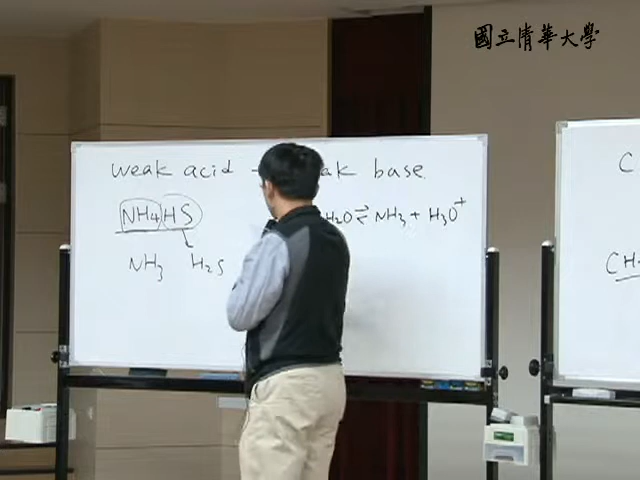 國立清華大學
weak acid - ak base
C
NH4HS
H2O ⇌ NH3 + H3O+
NH3 H2S
CH